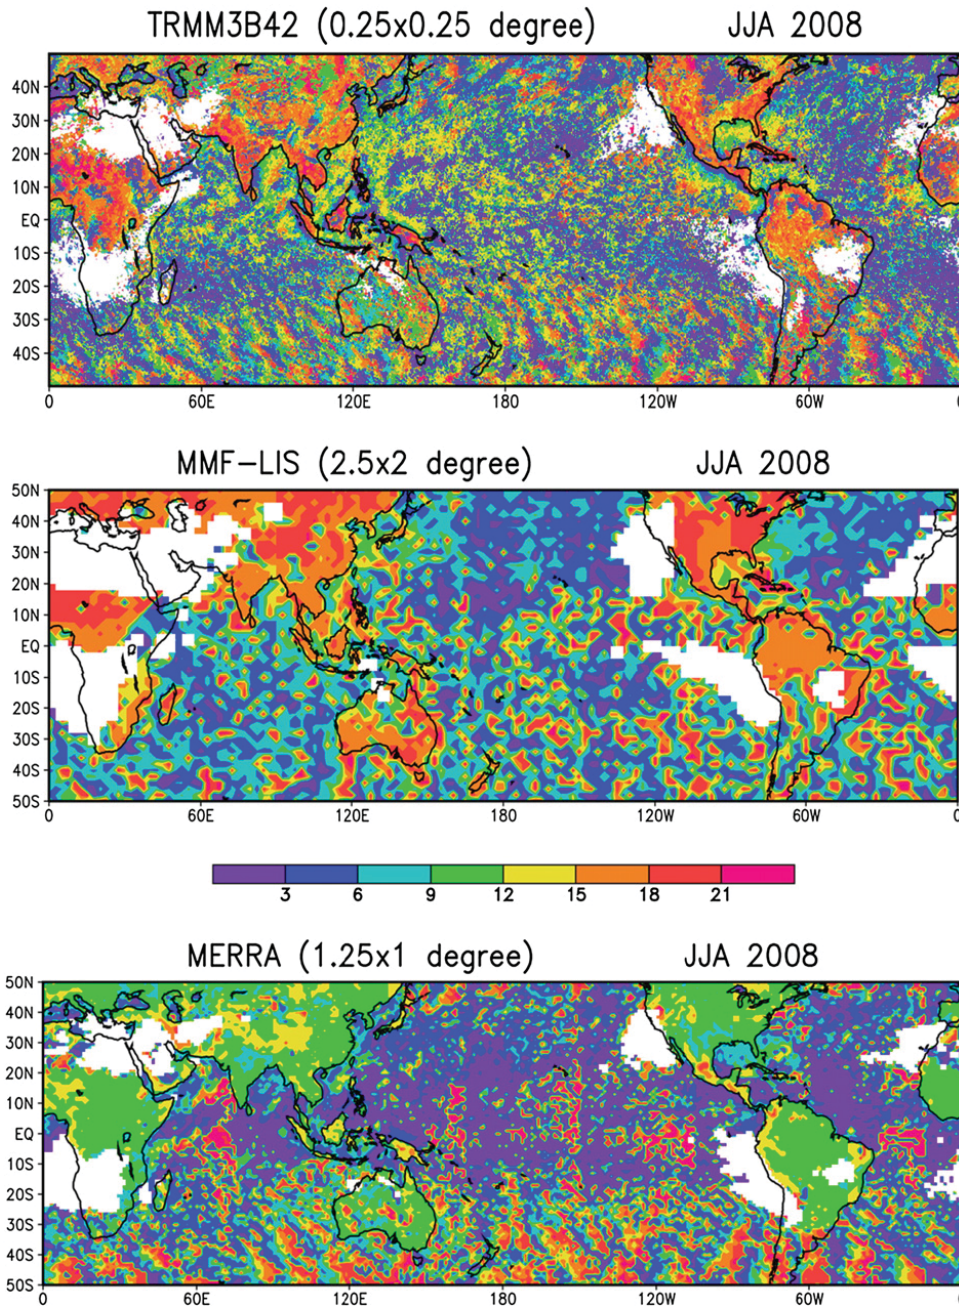 TRMM3B42 (0.25x0.25 degree) JJA 2008
40N
30N
20N
10N
EQ
10S
20S
30S
40S
0 60E 120E 180 120W 60W 0
MMF-LIS (2.5x2 degree) JJA 2008
50N
40N
30N
20N
10N
EQ
10S
20S
30S
40S
50S
0 60E 120E 180 120W 60W 0
3 6 9 12 15 18 21
MERRA (1.25x1 degree) JJA 2008
50N
40N
30N
20N
10N
EQ
10S
20S
30S
40S
50S
0 60E 120E 180 120W 60W 0